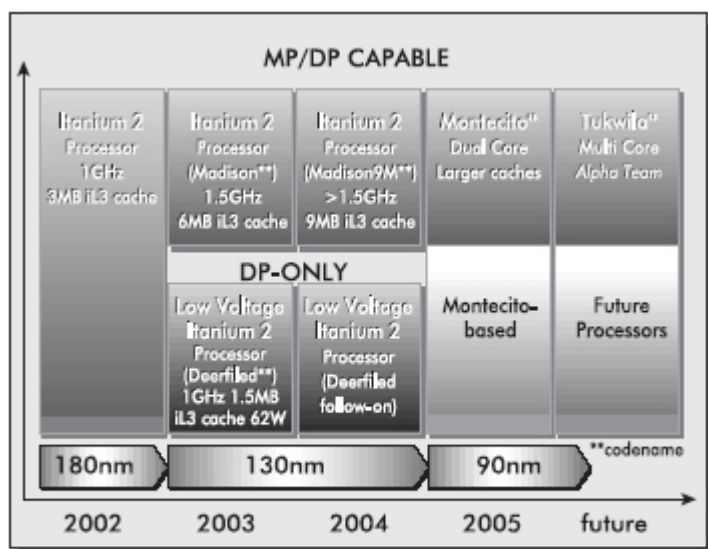 MP/DP CAPABLE
Itanium 2
Processor
1GHz
3MB iL3 cache
Itanium 2
Processor
(Madison**)
1.5GHz
6MB iL3 cache
Itanium 2
Processor
(Madison9M**)
>1.5GHz
9MB iL3 cache
Montecito**
Dual Core
Larger caches
Tukwila**
Multi Core
Alpha Team
DP-ONLY
Low Voltage
Itanium 2
Processor
(Deerfiled**)
1GHz 1.5MB
iL3 cache 62W
Low Voltage
Itanium 2
Processor
(Deerfiled
follow-on)
Montecito-
based
Future
Processors
**codename
180nm
130nm
90nm
2002
2003
2004
2005
future